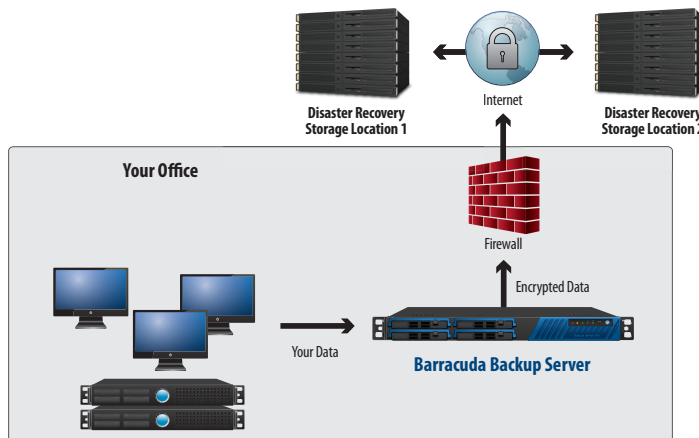 Internet
Disaster Recovery
Storage Location 1
Disaster Recovery
Storage Location 2
Your Office
Firewall
Encrypted Data
Your Data
Barracuda Backup Server